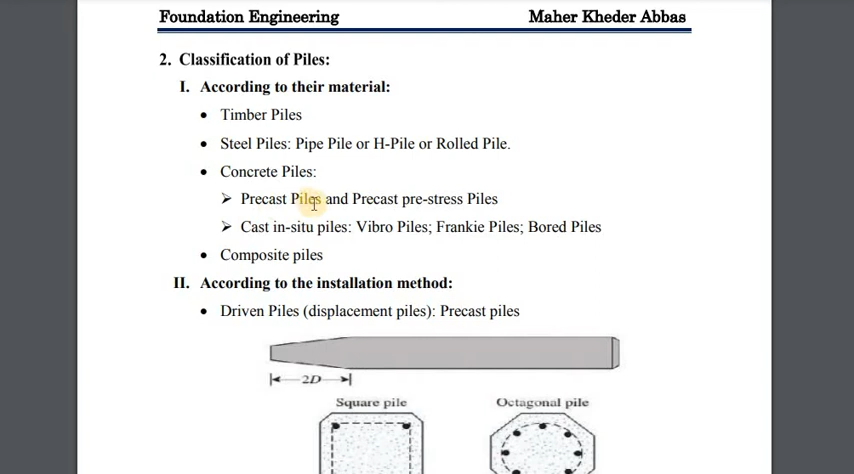 Foundation Engineering Maher Kheder Abbas
2. Classification of Piles:
I. According to their material:
• Timber Piles
• Steel Piles: Pipe Pile or H-Pile or Rolled Pile.
• Concrete Piles:
➢ Precast Piles and Precast pre-stress Piles
➢ Cast in-situ piles: Vibro Piles; Frankie Piles; Bored Piles
• Composite piles
II. According to the installation method:
• Driven Piles (displacement piles): Precast piles
2D
Square pile Octagonal pile